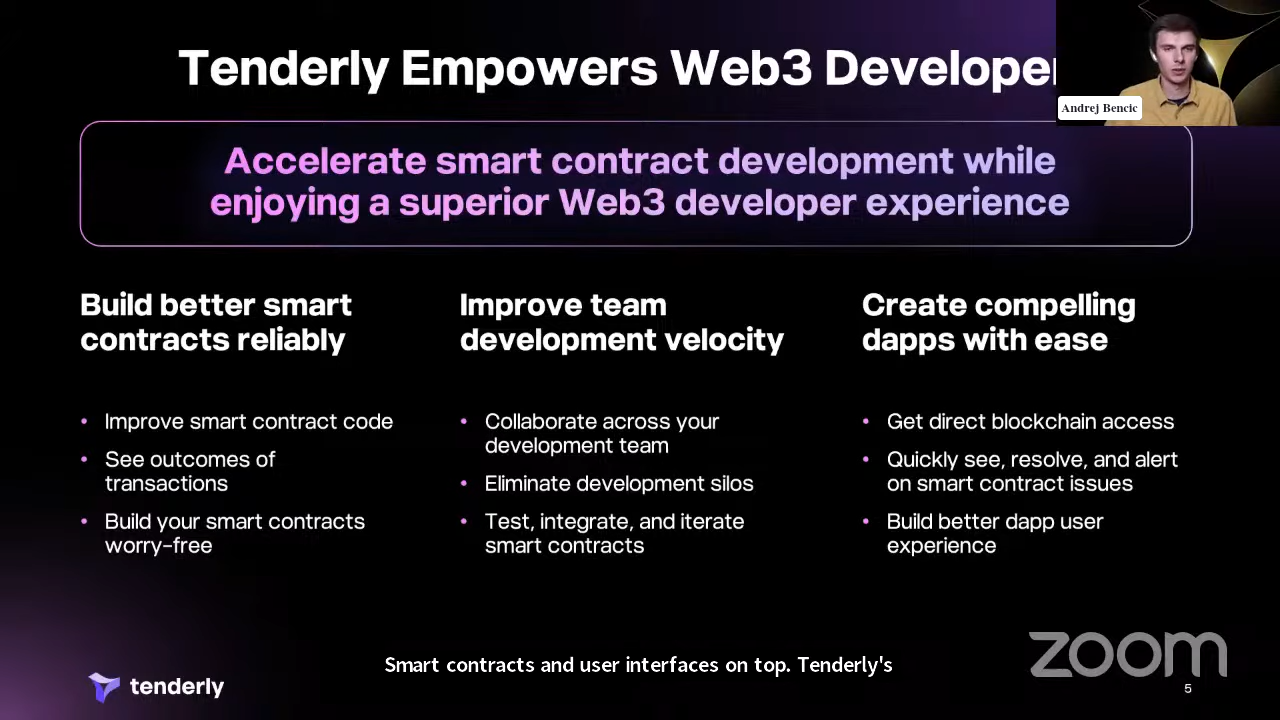 Tenderly Empowers Web3 Develope
Andrej Bencic
Accelerate smart contract development while
enjoying a superior Web3 developer experience
Build better smart
contracts reliably
• Improve smart contract code
• See outcomes of
transactions
• Build your smart contracts
worry-free
Improve team
development velocity
• Collaborate across your
development team
• Eliminate development silos
• Test, integrate, and iterate
smart contracts
Create compelling
dapps with ease
• Get direct blockchain access
• Quickly see, resolve, and alert
on smart contract issues
• Build better dapp user
experience
Smart contracts and user interfaces on top. Tenderly's
tenderly
zoom
5